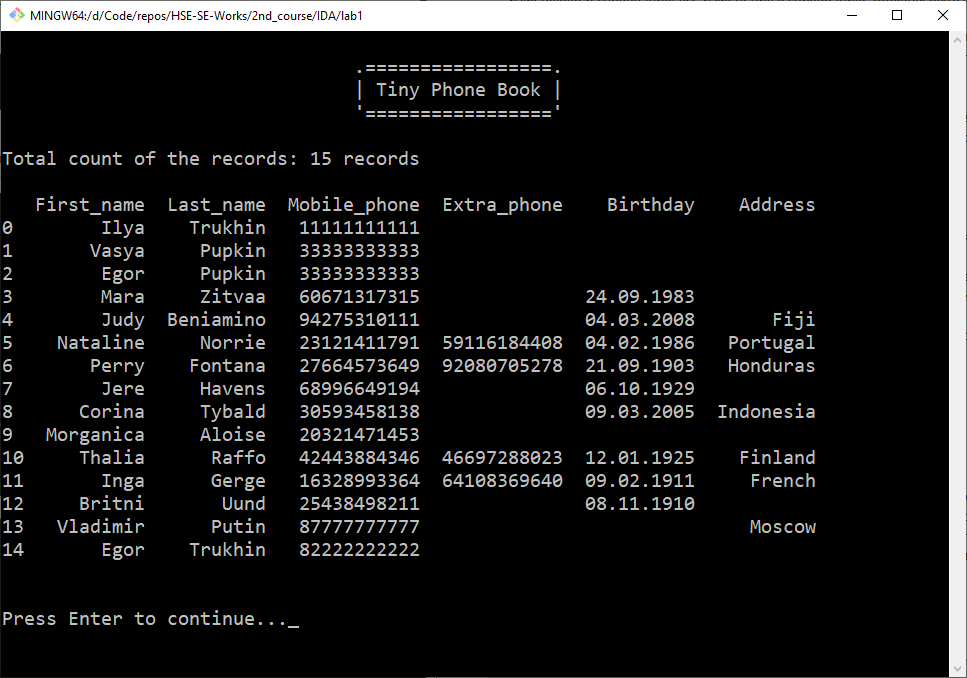 MINGW64:/d/Code/repos/HSE-SE-Works/2nd_course/IDA/lab1
.=================.
| Tiny Phone Book |
'================='
Total count of the records: 15 records
First_name Last_name Mobile_phone Extra_phone Birthday Address
0 Ilya Trukhin 11111111111
1 Vasya Pupkin 33333333333
2 Egor Pupkin 33333333333
3 Mara Zitvaa 60671317315 24.09.1983
4 Judy Beniamino 94275310111 04.03.2008 Fiji
5 Nataline Norrie 23121411791 59116184408 04.02.1986 Portugal
6 Perry Fontana 27664573649 92080705278 21.09.1903 Honduras
7 Jere Havens 68996649194 06.10.1929
8 Corina Tybald 30593458138 09.03.2005 Indonesia
9 Morganica Aloise 20321471453
10 Thalia Raffo 42443884346 46697288023 12.01.1925 Finland
11 Inga Gerge 16328993364 64108369640 09.02.1911 French
12 Britni Uund 25438498211 08.11.1910
13 Vladimir Putin 87777777777 Moscow
14 Egor Trukhin 82222222222
Press Enter to continue..._